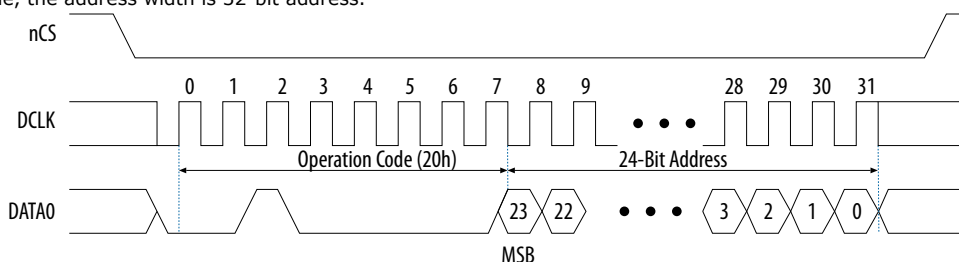 e, the address width is 32-bit address.
nCS
0 1 2 3 4 5 6 7 8 9 28 29 30 31
DCLK
Operation Code (20h) 24-Bit Address
DATA0 23 22 3 2 1 0
MSB